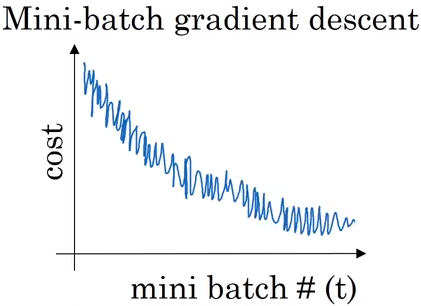 Mini-batch gradient descent
cost
mini batch # (t)